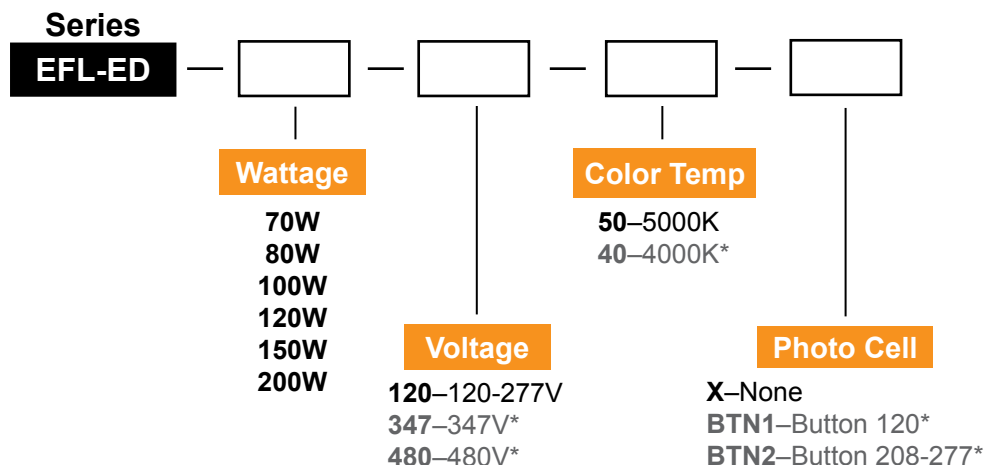 Series
EFL-ED
Wattage
70W
80W
100W
120W
150W
200W
Voltage
120–120-277V
347–347V*
480–480V*
Color Temp
50–5000K
40–4000K*
Photo Cell
X–None
BTN1–Button 120*
BTN2–Button 208-277*